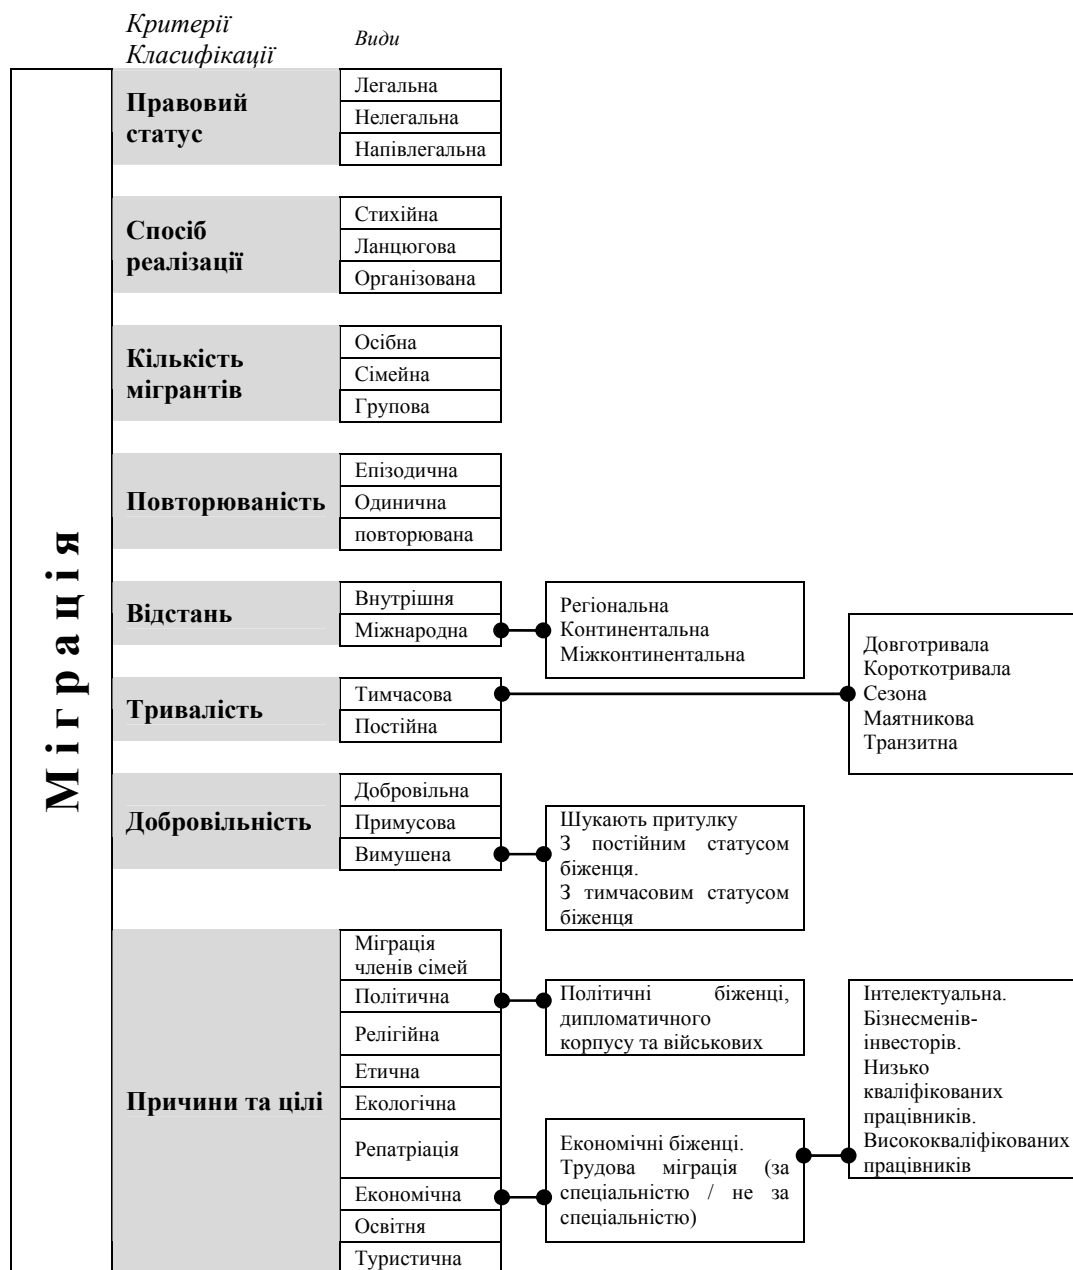 Критерії
Класифікації
Види
Міграція
Правовий
статус
Легальна
Нелегальна
Напівлегальна
Спосіб
реалізації
Стихійна
Ланцюгова
Організована
Кількість
мігрантів
Осібна
Сімейна
Групова
Повторюваність
Епізодична
Одинична
повторювана
Відстань
Внутрішня
Міжнародна
Регіональна
Континентальна
Міжконтинентальна
Тривалість
Тимчасова
Постійна
Довготривала
Короткотривала
Сезона
Маятникова
Транзитна
Добровільність
Добровільна
Примусова
Вимушена
Шукають притулку
З постійним статусом
біженця.
З тимчасовим статусом
біженця
Причини та цілі
Міграція
членів сімей
Політична
Релігійна
Етична
Екологічна
Репатріація
Економічна
Освітня
Туристична
Політичні біженці,
дипломатичного
корпусу та військових
Економічні біженці.
Трудова міграція (за
спеціальністю / не за
спеціальністю)
Інтелектуальна.
Бізнесменів-
інвесторів.
Низько
кваліфікованих
працівників.
Висококваліфікованих
працівників